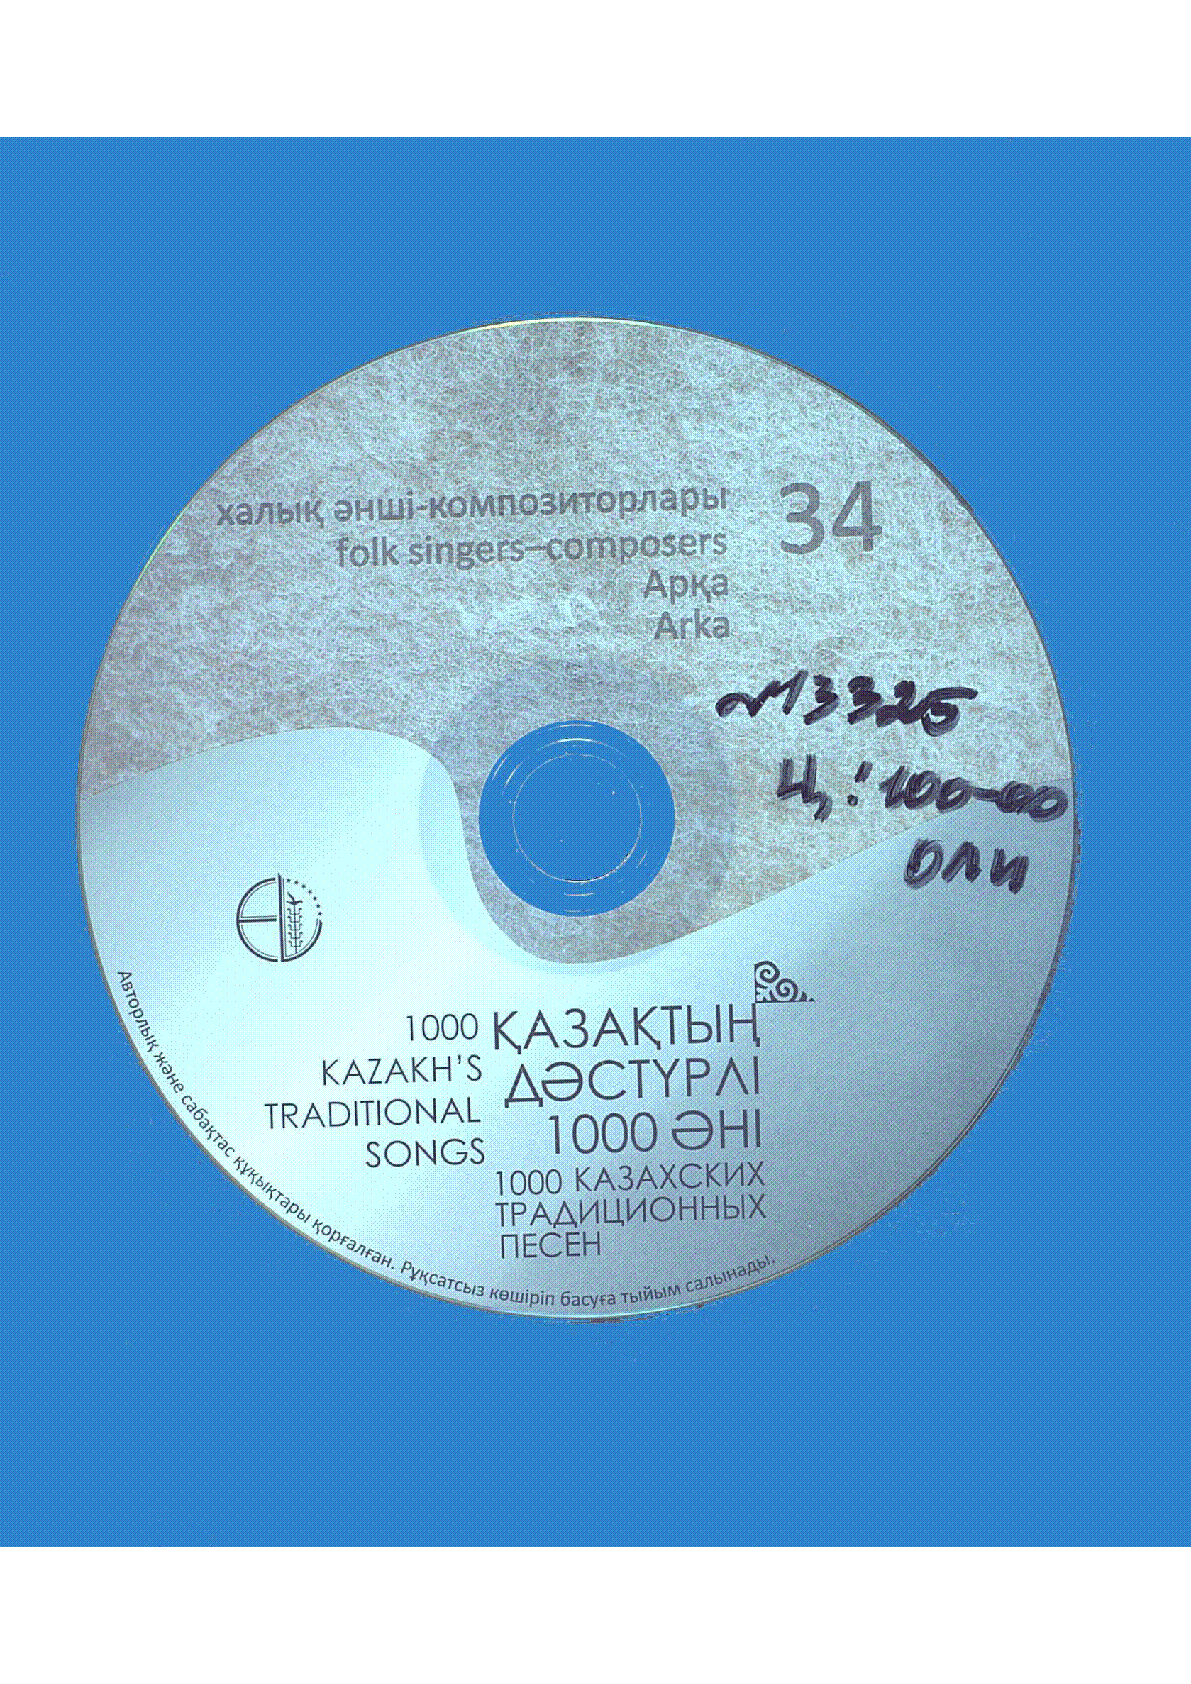 халық әнші-композиторлары
34
folk singers–composers
Арқа
Arka
№13325
Ц: 100-00
ОЛИ
1000
KAZAKH'S
TRADITIONAL
SONGS
ҚАЗАҚТЫҢ
ДӘСТҮРЛІ
1000 ӘНІ
1000 КАЗАХСКИХ
ТРАДИЦИОННЫХ
ПЕСЕН
Авторлық және сабақтас құқықтары қорғалған. Рұқсатсыз көшіріп басуға тыйым салынады!